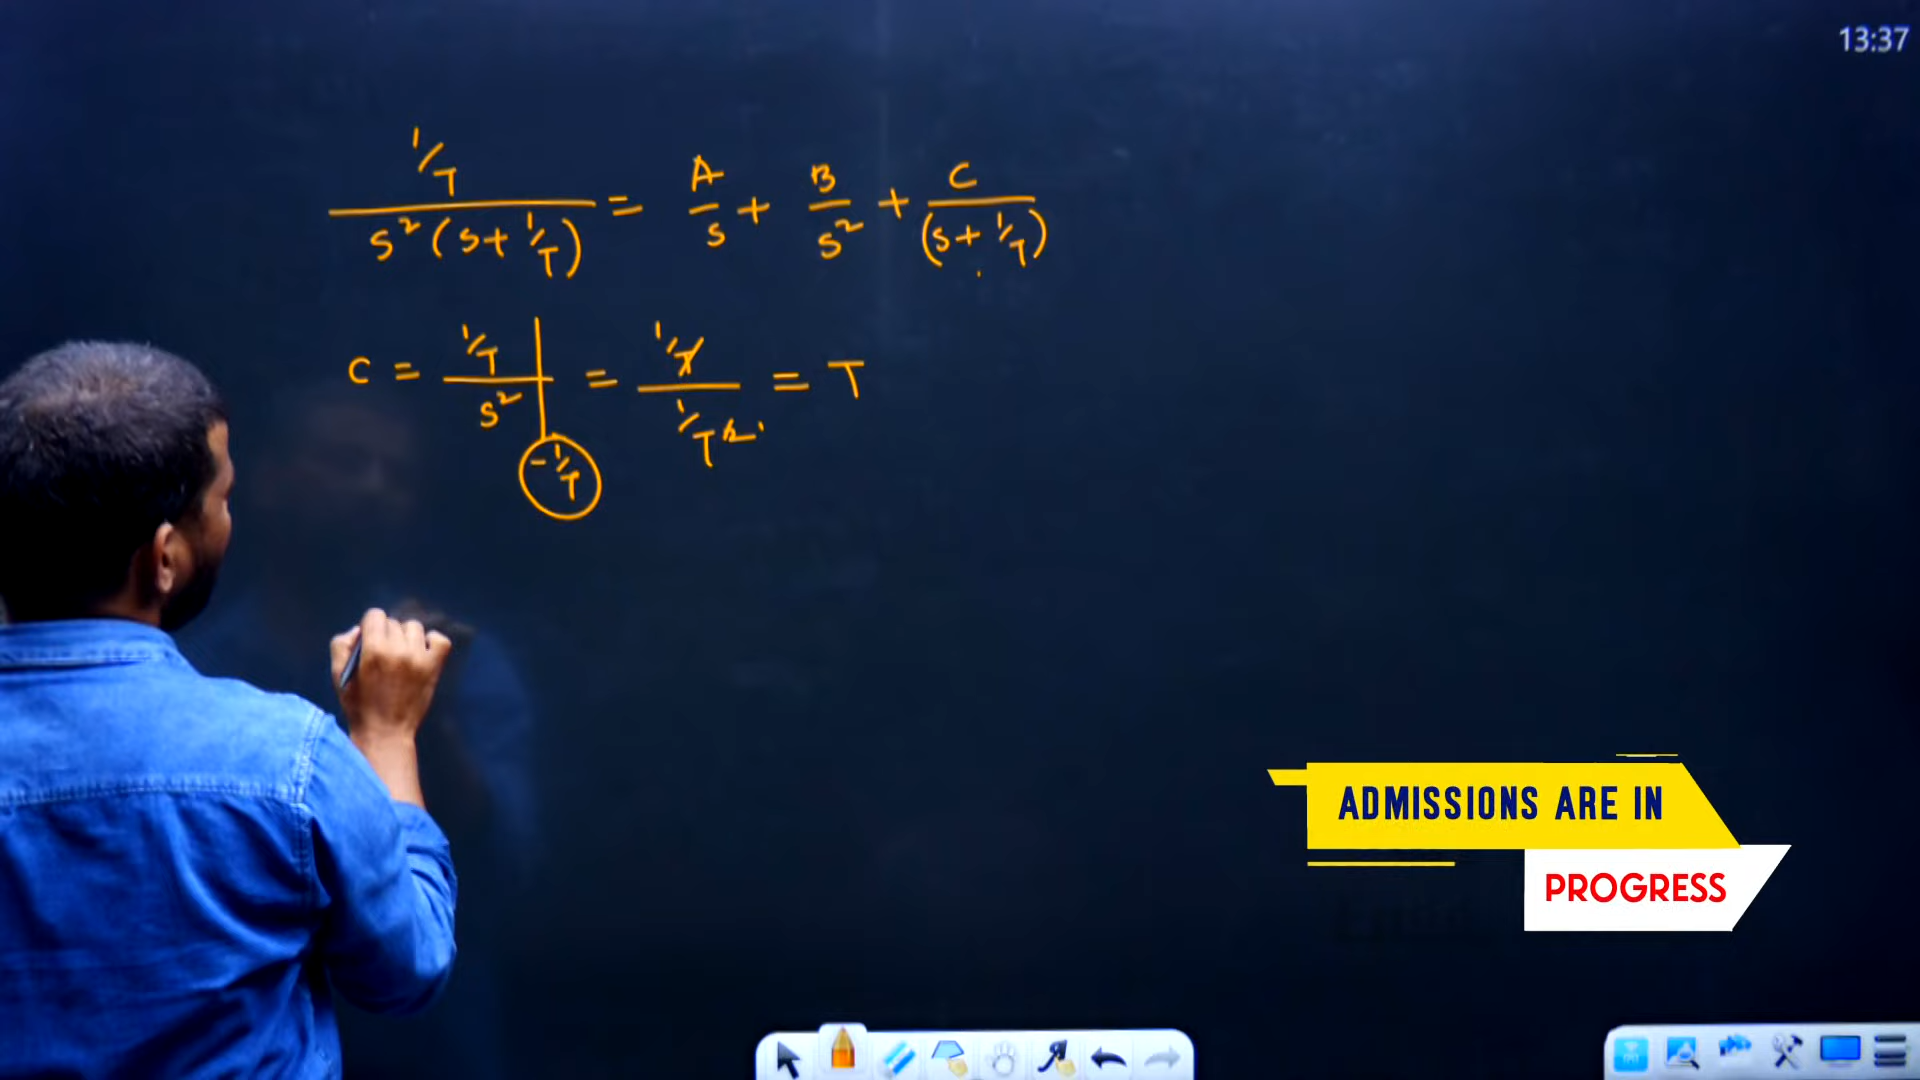 13:37
1/T / s²(s+1/T) = A/s + B/s² + C/(s+1/T)
C = 1/T / s² | -1/T = 1/T / 1/T² = T
ADMISSIONS ARE IN
PROGRESS